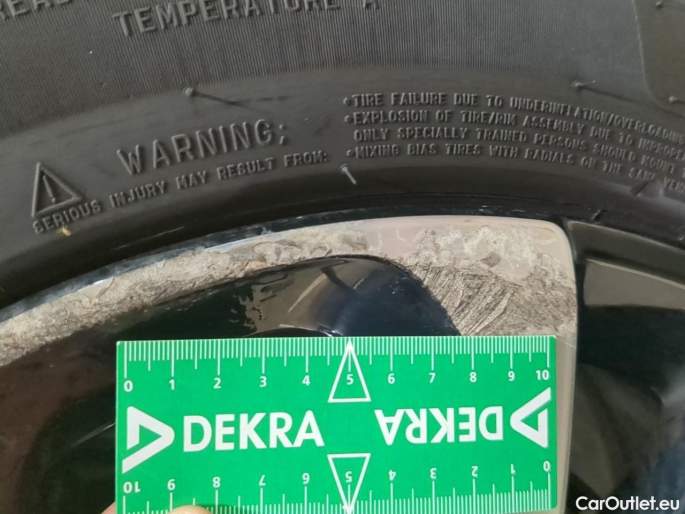 TEMPERATURE A
WARNING:
SERIOUS INJURY MAY RESULT FROM:
•TIRE FAILURE DUE TO UNDERINFLATION/OVERLOADING
•EXPLOSION OF TIRE/RIM ASSEMBLY DUE TO IMPROPER
ONLY SPECIALLY TRAINED PERSONS SHOULD MOUNT
•MIXING BIAS TIRES WITH RADIALS ON THE SAME
0 1 2 3 4 5 6 7 8 9 10
DEKRA DEKRA
10 9 8 7 6 5 4 3 2 1 0
CarOutlet.eu